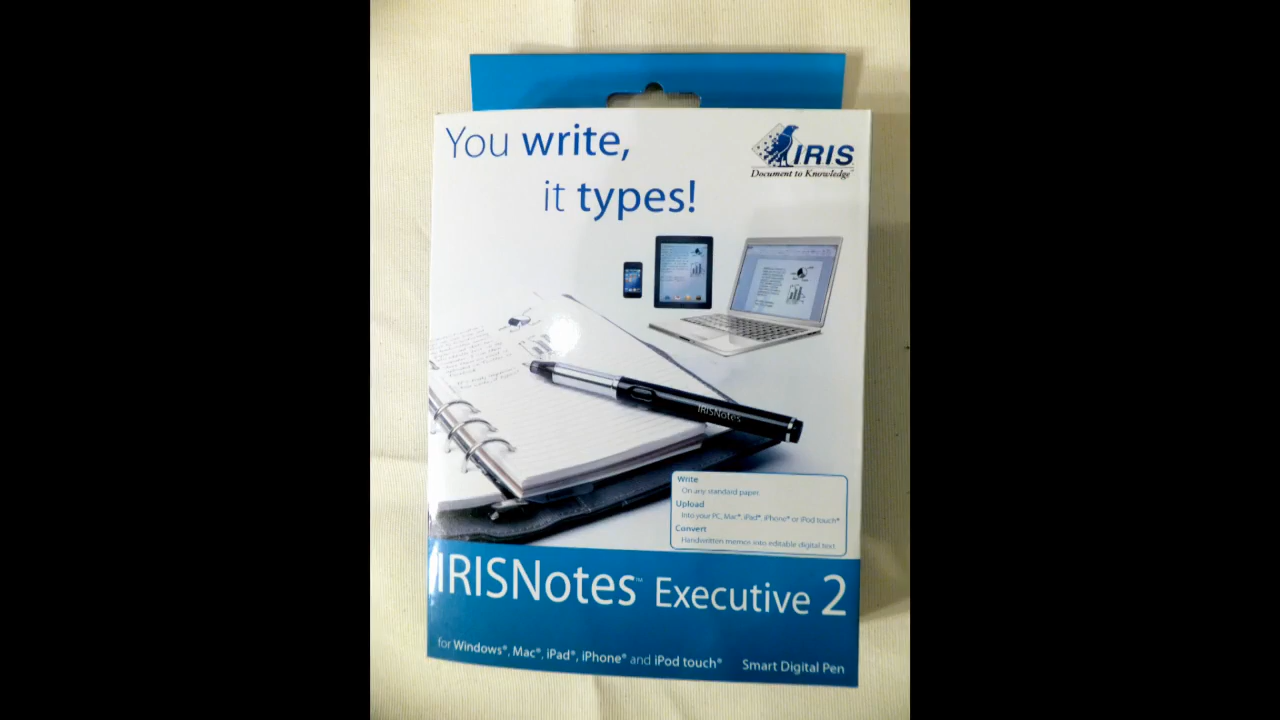 You write,
it types!
IRIS
Document to Knowledge™
IRISNotes
Write
On any standard paper
Upload
Into your PC, Mac®, iPad®, iPhone® or iPod touch®
Convert
Handwritten memos into editable digital text
IRISNotes™ Executive 2
for Windows®, Mac®, iPad®, iPhone® and iPod touch® Smart Digital Pen